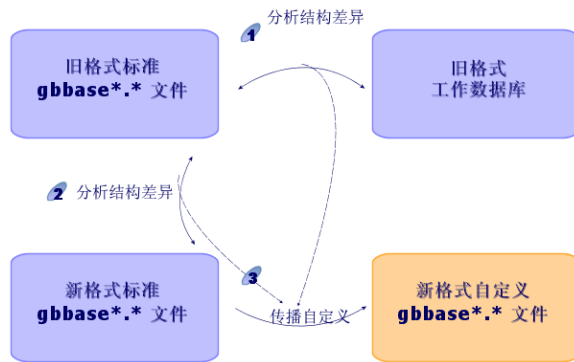 1 分析结构差异
旧格式标准
gbbase*.* 文件
旧格式
工作数据库
2 分析结构差异
新格式标准
gbbase*.* 文件
3
传播自定义
新格式自定义
gbbase*.* 文件